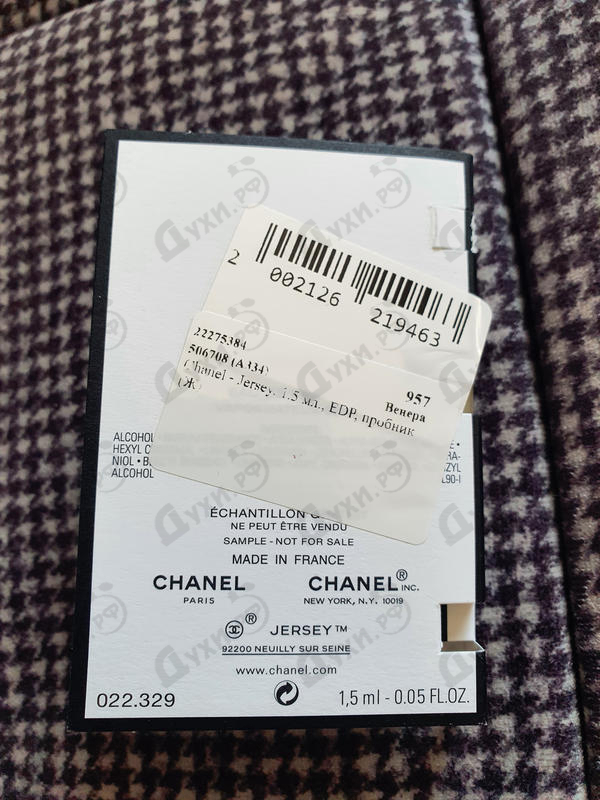 2 002126 219463
22275384
506708 (A334)
957
Венера
Chanel - Jersey, 1.5 мл., EDP, пробник
(Ж)
ALCOHOL
HEXYL C
RA-
NIOL • B
ZYL
ALCOHOL
ÉCHANTILLON
NE PEUT ÊTRE VENDU
SAMPLE - NOT FOR SALE
MADE IN FRANCE
CHANEL CHANEL® INC.
PARIS NEW YORK, N.Y. 10019
® JERSEY™
92200 NEUILLY SUR SEINE
www.chanel.com
022.329 1,5 ml - 0.05 FL.OZ.
Духи.РФ